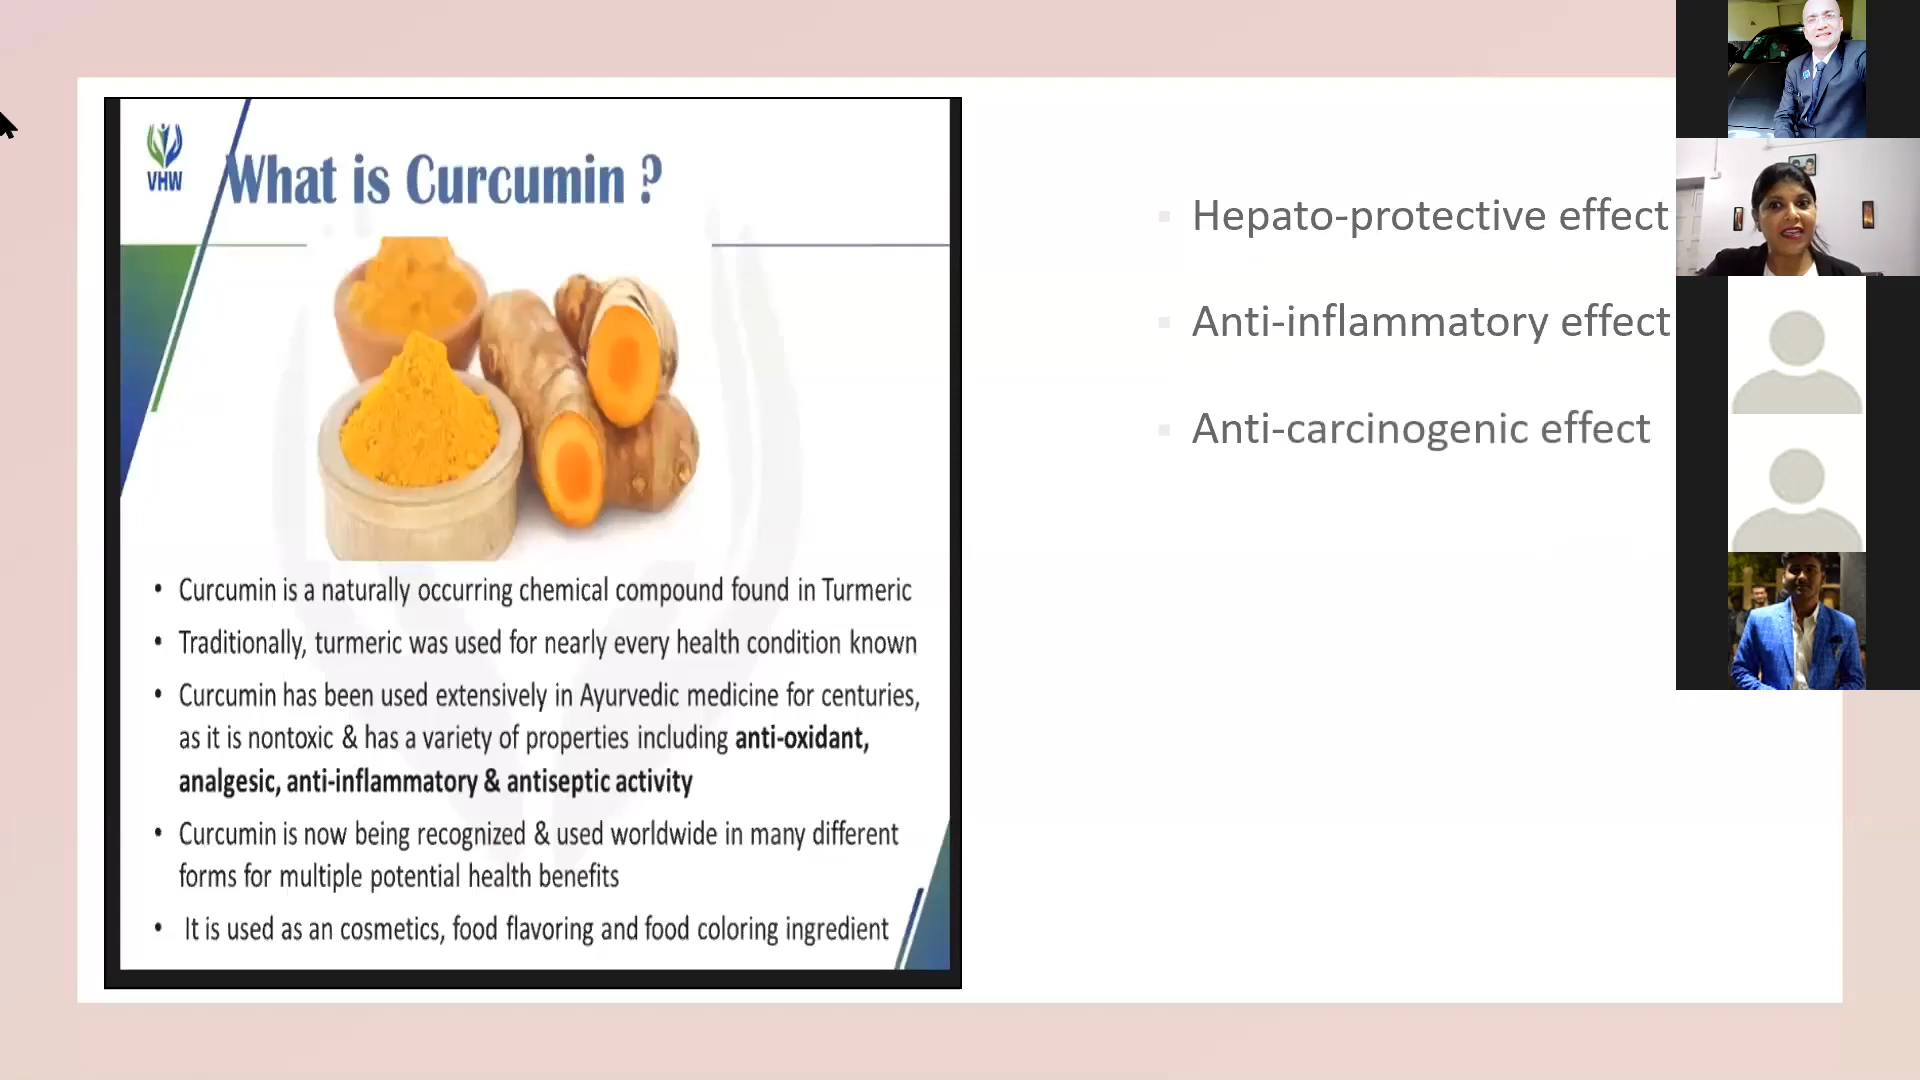 VHW
What is Curcumin ?
• Curcumin is a naturally occurring chemical compound found in Turmeric
• Traditionally, turmeric was used for nearly every health condition known
• Curcumin has been used extensively in Ayurvedic medicine for centuries,
as it is nontoxic & has a variety of properties including anti-oxidant,
analgesic, anti-inflammatory & antiseptic activity
• Curcumin is now being recognized & used worldwide in many different
forms for multiple potential health benefits
• It is used as an cosmetics, food flavoring and food coloring ingredient
▪ Hepato-protective effect
▪ Anti-inflammatory effect
▪ Anti-carcinogenic effect